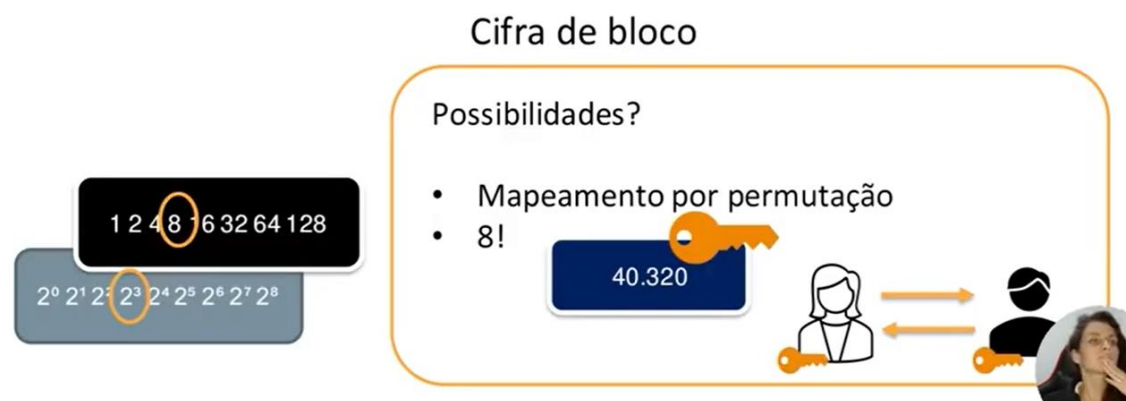 Cifra de bloco
Possibilidades?
• Mapeamento por permutação
• 8!
40.320
1 2 4 8 16 32 64 128
2⁰ 2¹ 2² 2³ 2⁴ 2⁵ 2⁶ 2⁷ 2⁸